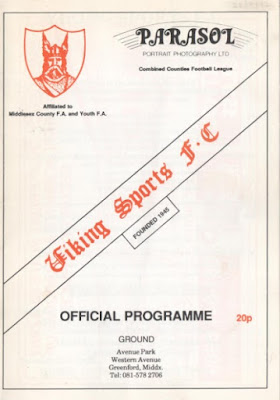 PARASOL
PORTRAIT PHOTOGRAPHY LTD
Combined Counties Football League
Affiliated to
Middlesex County F.A. and Youth F.A.
Viking Sports F.C
FOUNDED 1945
OFFICIAL PROGRAMME
20p
GROUND
Avenue Park
Western Avenue
Greenford, Middx.
Tel: 081-578 2706